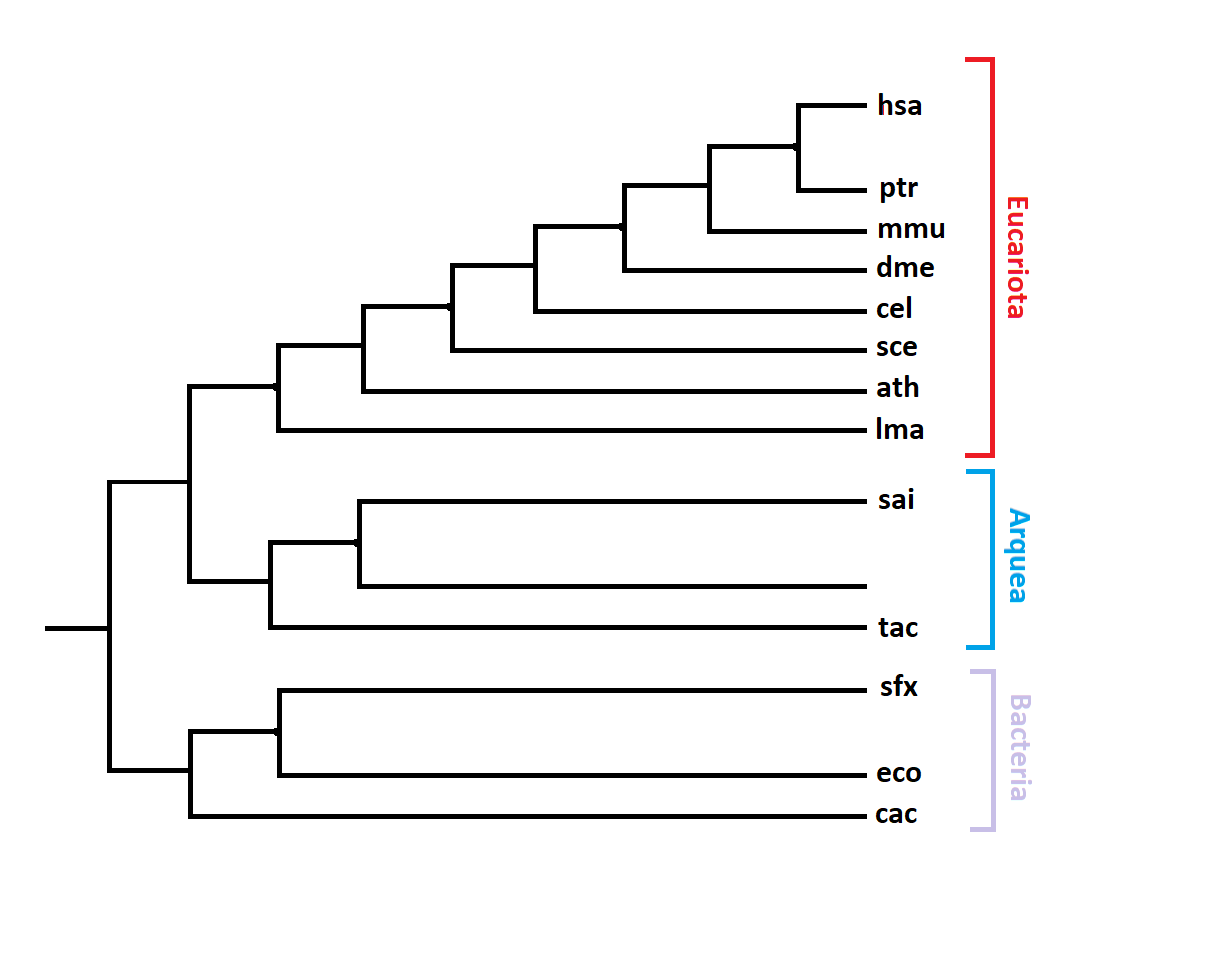 hsa
ptr
mmu
dme
cel
sce
ath
lma
Eucariota
sai
tac
Arquea
sfx
eco
cac
Bacteria